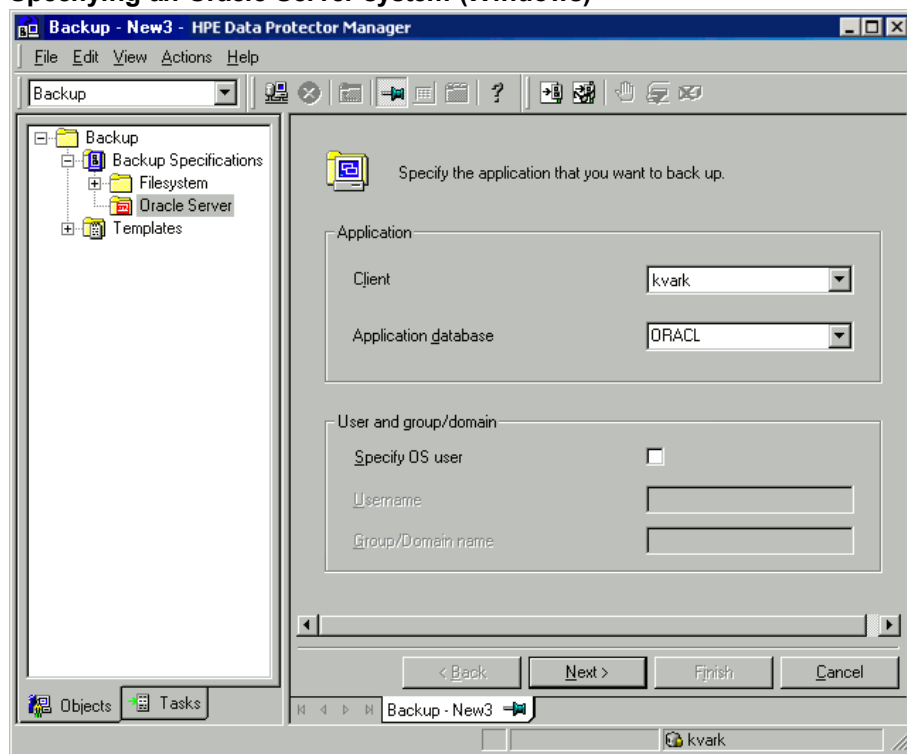 Specifying an Oracle Server system (Windows)
Backup - New3 - HPE Data Protector Manager
File Edit View Actions Help
Backup
Backup
Backup Specifications
Filesystem
Oracle Server
Templates
Specify the application that you want to back up.
Application
Client
kvark
Application database
ORACL
User and group/domain
Specify OS user
Username
Group/Domain name
< Back
Next >
Finish
Cancel
Objects
Tasks
Backup - New3
kvark